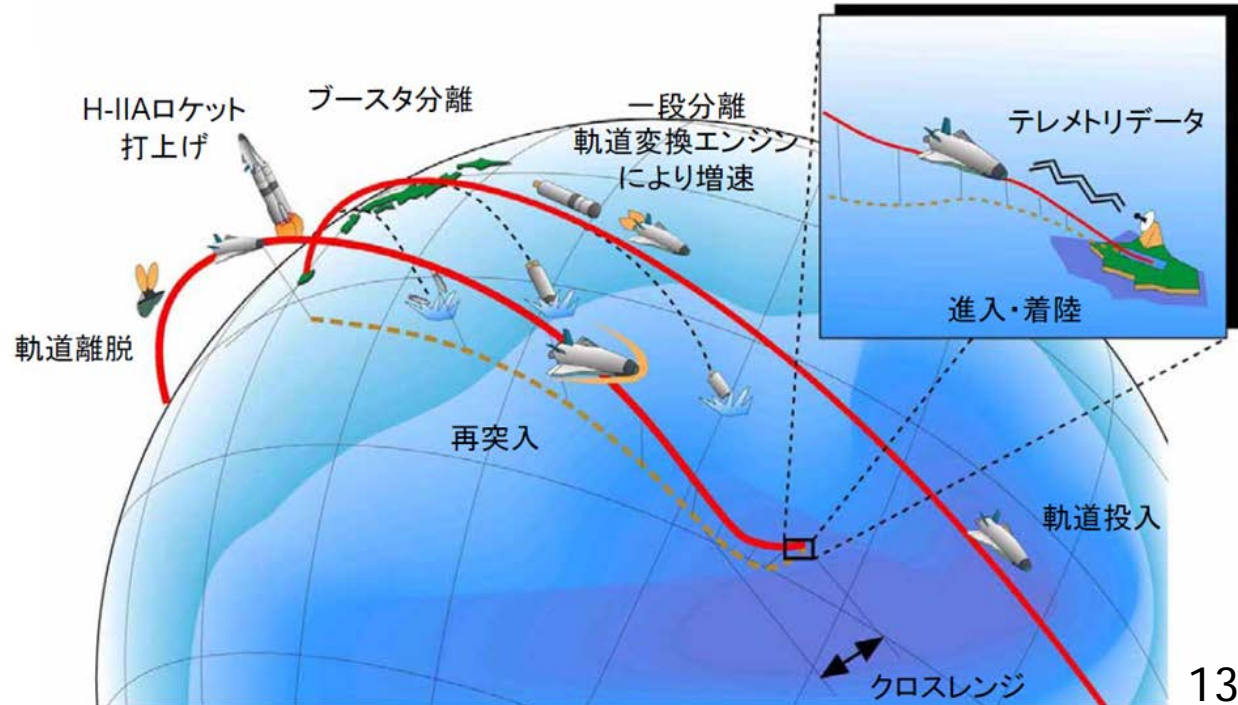 H-IIAロケット
打上げ
ブースタ分離
一段分離
軌道変換エンジン
により増速
テレメトリデータ
進入・着陸
軌道離脱
再突入
軌道投入
クロスレンジ
13